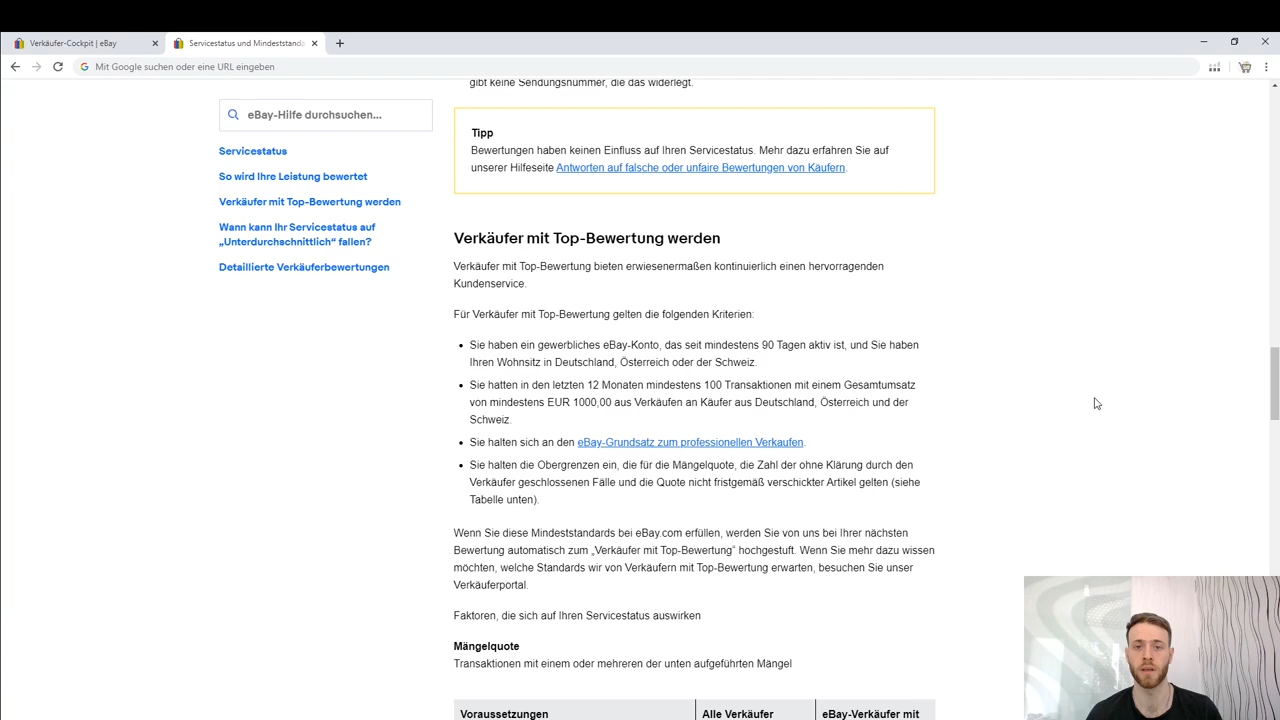 Verkäufer-Cockpit | eBay
Servicestatus und Mindeststanda
Mit Google suchen oder eine URL eingeben
gibt keine Sendungsnummer, die das widerlegt.
eBay-Hilfe durchsuchen...
Servicestatus
So wird Ihre Leistung bewertet
Verkäufer mit Top-Bewertung werden
Wann kann Ihr Servicestatus auf
„Unterdurchschnittlich“ fallen?
Detaillierte Verkäuferbewertungen
Tipp
Bewertungen haben keinen Einfluss auf Ihren Servicestatus. Mehr dazu erfahren Sie auf
unserer Hilfeseite Antworten auf falsche oder unfaire Bewertungen von Käufern.
Verkäufer mit Top-Bewertung werden
Verkäufer mit Top-Bewertung bieten erwiesenermaßen kontinuierlich einen hervorragenden
Kundenservice.
Für Verkäufer mit Top-Bewertung gelten die folgenden Kriterien:
• Sie haben ein gewerbliches eBay-Konto, das seit mindestens 90 Tagen aktiv ist, und Sie haben
Ihren Wohnsitz in Deutschland, Österreich oder der Schweiz.
• Sie hatten in den letzten 12 Monaten mindestens 100 Transaktionen mit einem Gesamtumsatz
von mindestens EUR 1000,00 aus Verkäufen an Käufer aus Deutschland, Österreich und der
Schweiz.
• Sie halten sich an den eBay-Grundsatz zum professionellen Verkaufen.
• Sie halten die Obergrenzen ein, die für die Mängelquote, die Zahl der ohne Klärung durch den
Verkäufer geschlossenen Fälle und die Quote nicht fristgemäß verschickter Artikel gelten (siehe
Tabelle unten).
Wenn Sie diese Mindeststandards bei eBay.com erfüllen, werden Sie von uns bei Ihrer nächsten
Bewertung automatisch zum „Verkäufer mit Top-Bewertung“ hochgestuft. Wenn Sie mehr dazu wissen
möchten, welche Standards wir von Verkäufern mit Top-Bewertung erwarten, besuchen Sie unser
Verkäuferportal.
Faktoren, die sich auf Ihren Servicestatus auswirken
Mängelquote
Transaktionen mit einem oder mehreren der unten aufgeführten Mängel
Voraussetzungen
Alle Verkäufer
eBay-Verkäufer mit